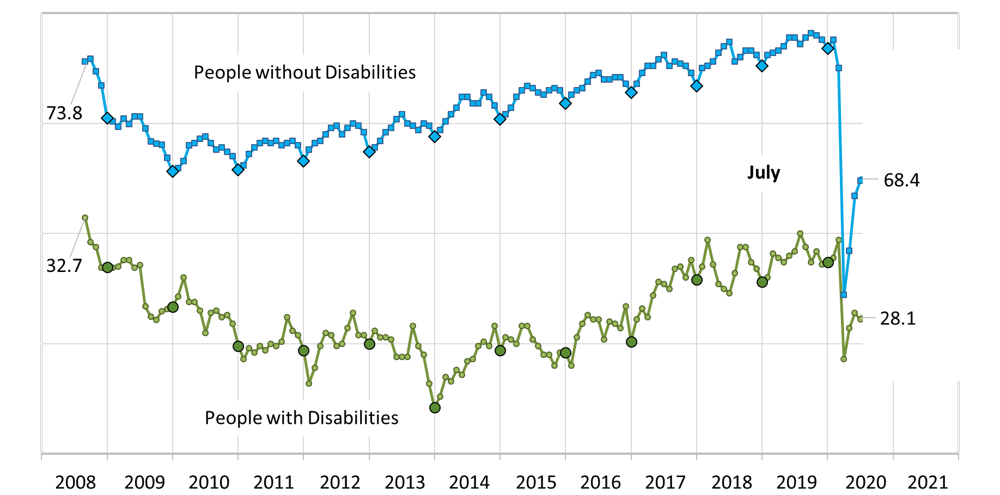 People without Disabilities
73.8
July
68.4
32.7
28.1
People with Disabilities
2008 2009 2010 2011 2012 2013 2014 2015 2016 2017 2018 2019 2020 2021